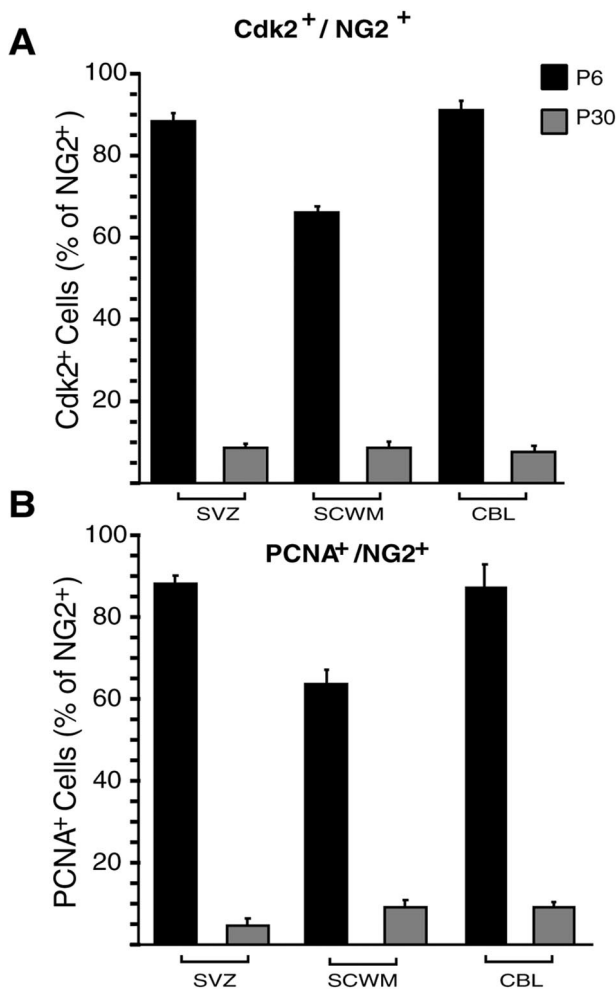 A
Cdk2⁺ / NG2 ⁺
P6
P30
Cdk2⁺ Cells (% of NG2⁺)
100
80
60
40
20
SVZ SCWM CBL
B
PCNA⁺ /NG2⁺
PCNA⁺ Cells (% of NG2⁺)
100
80
60
40
20
SVZ SCWM CBL